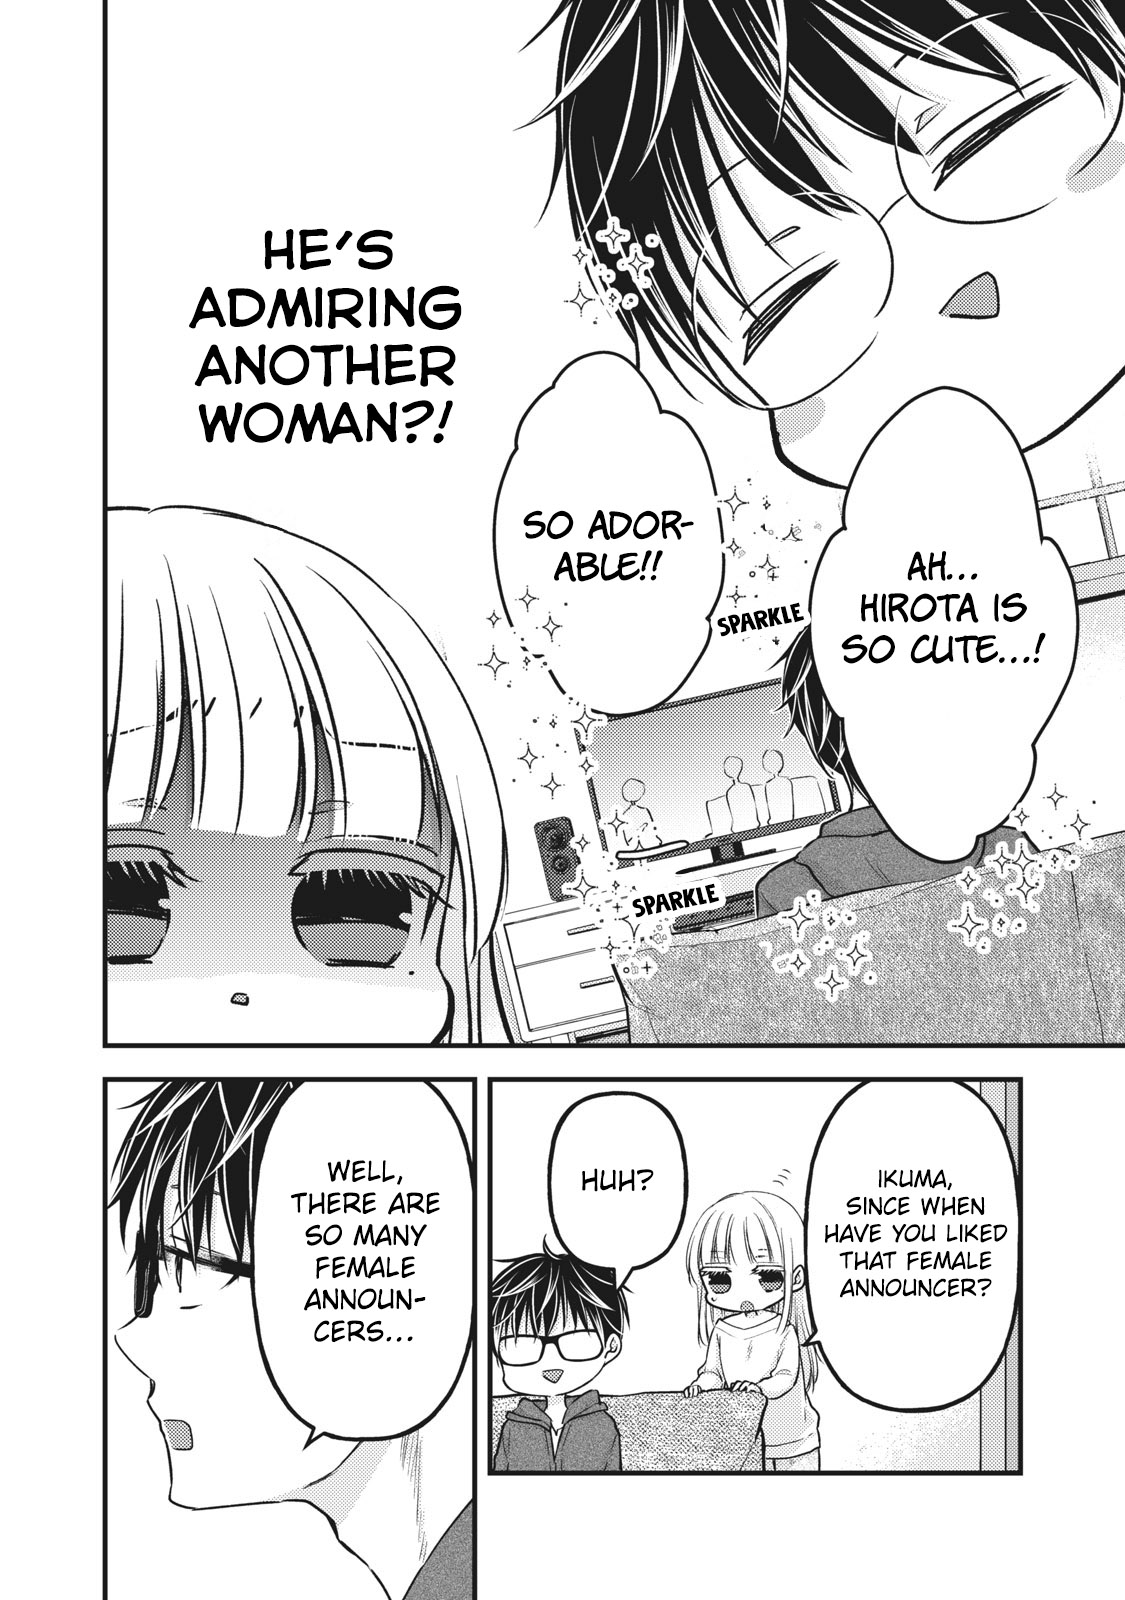 AH...
HIROTA IS
SO CUTE...!
SPARKLE
SO ADOR-
ABLE!!
SPARKLE
HE'S
ADMIRING
ANOTHER
WOMAN?!
IKUMA,
SINCE WHEN
HAVE YOU LIKED
THAT FEMALE
ANNOUNCER?
HUH?
WELL,
THERE ARE
SO MANY
FEMALE
ANNOUN-
CERS...